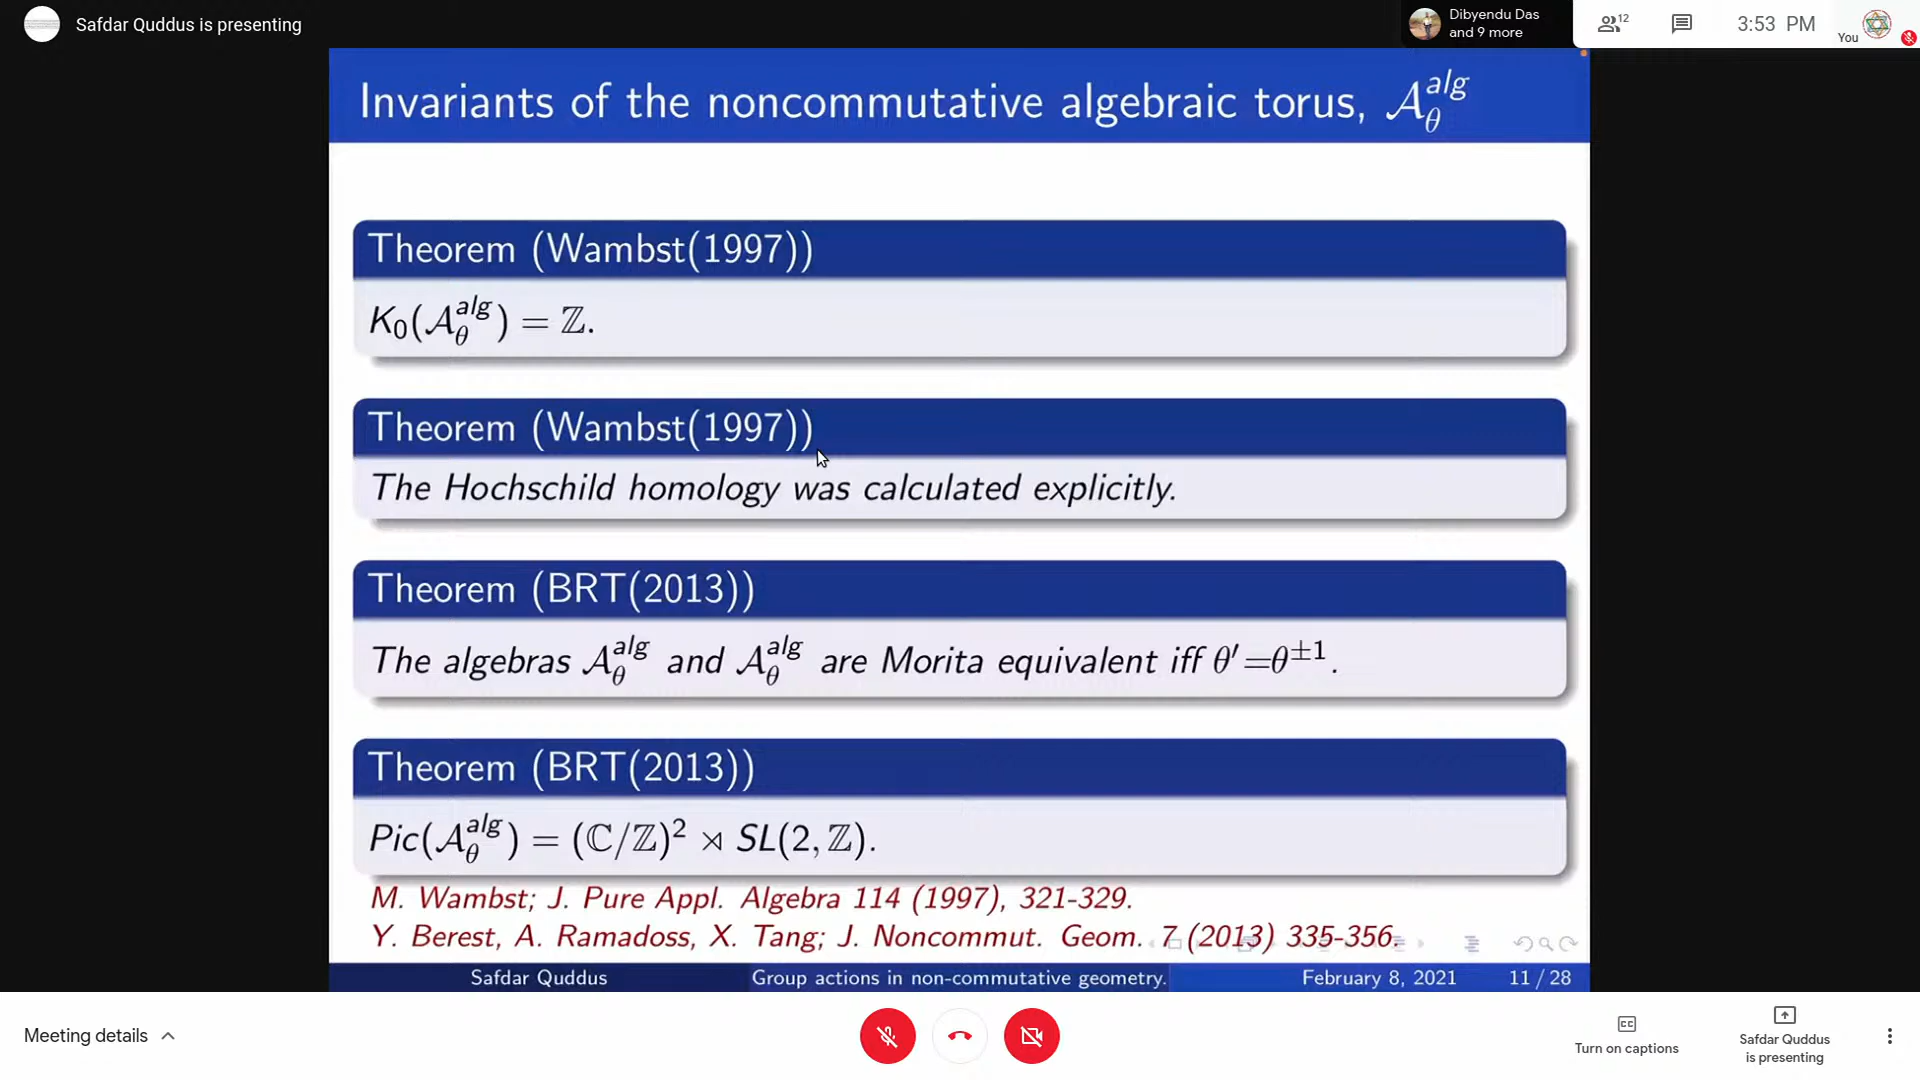 Safdar Quddus is presenting
Dibyendu Das
and 9 more
12
3:53 PM
You
Invariants of the noncommutative algebraic torus, 𝒜_θ^{alg}
Theorem (Wambst(1997))
K₀(𝒜_θ^{alg}) = ℤ.
Theorem (Wambst(1997))
The Hochschild homology was calculated explicitly.
Theorem (BRT(2013))
The algebras 𝒜_θ^{alg} and 𝒜_θ^{alg} are Morita equivalent iff θ′=θ^{±1}.
Theorem (BRT(2013))
Pic(𝒜_θ^{alg}) = (ℂ/ℤ)² ⋊ SL(2, ℤ).
M. Wambst; J. Pure Appl. Algebra 114 (1997), 321-329.
Y. Berest, A. Ramadoss, X. Tang; J. Noncommut. Geom. 7 (2013) 335-356.
Safdar Quddus Group actions in non-commutative geometry. February 8, 2021 11 / 28
Meeting details
CC
Turn on captions
Safdar Quddus
is presenting